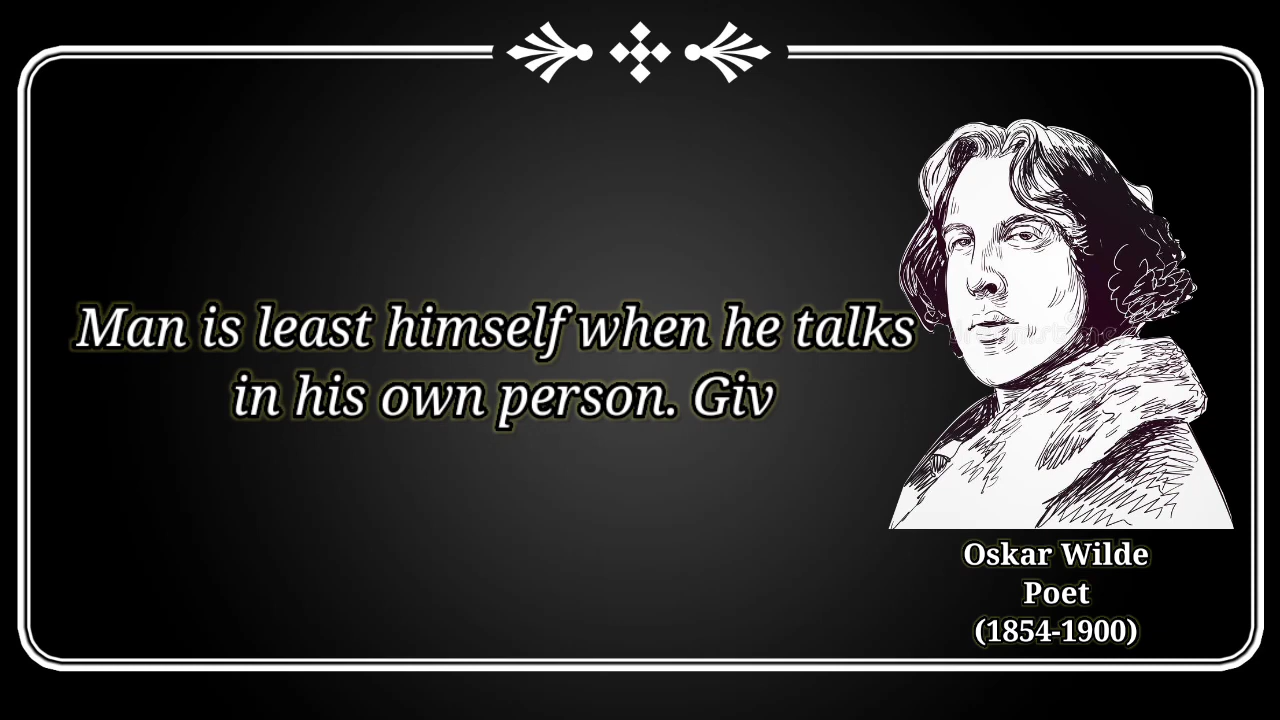 Man is least himself when he talks
in his own person. Giv
Oskar Wilde
Poet
(1854-1900)